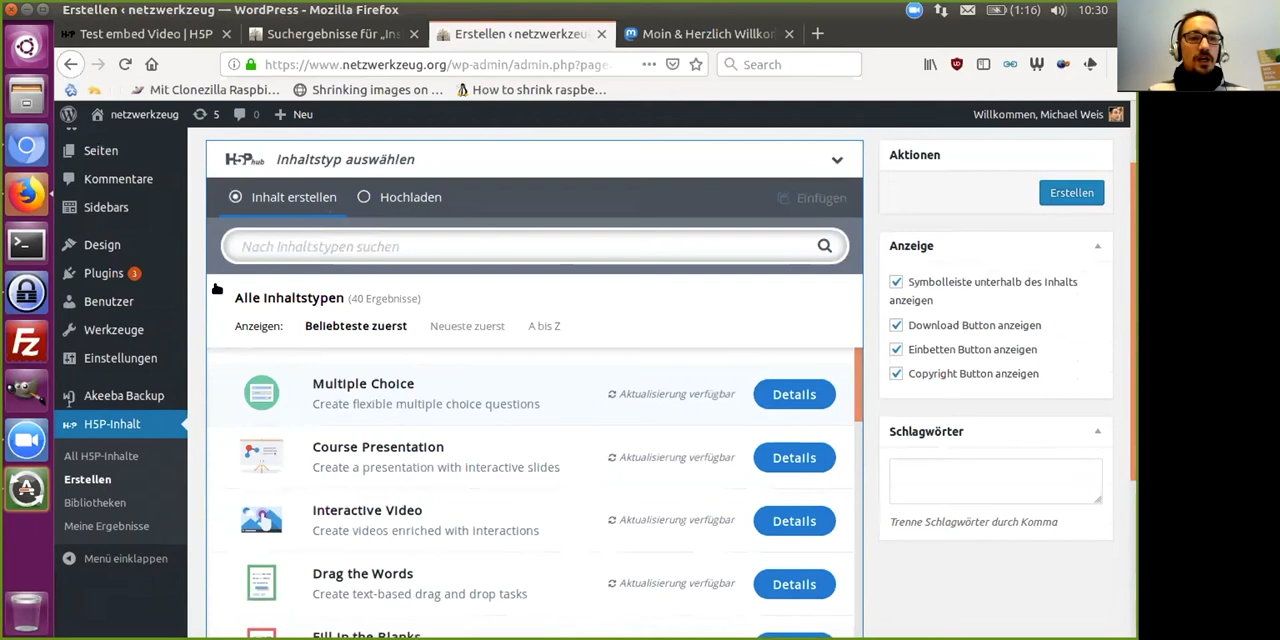 Erstellen ‹ netzwerkzeug — WordPress - Mozilla Firefox
(1:16) 10:30
Test embed Video | H5P
Suchergebnisse für „Ins
Erstellen ‹ netzwerkzeu
Moin & Herzlich Willkor
https://www.netzwerkzeug.org/wp-admin/admin.php?page
Search
Mit Clonezilla Raspbi...
Shrinking images on ...
How to shrink raspbe...
netzwerkzeug
5
0
Neu
Willkommen, Michael Weis
Seiten
Kommentare
Sidebars
Design
Plugins 3
Benutzer
Werkzeuge
Einstellungen
Akeeba Backup
H5P H5P-Inhalt
All H5P-Inhalte
Erstellen
Bibliotheken
Meine Ergebnisse
Menü einklappen
H5P hub Inhaltstyp auswählen
Inhalt erstellen
Hochladen
Einfügen
Nach Inhaltstypen suchen
Alle Inhaltstypen (40 Ergebnisse)
Anzeigen: Beliebteste zuerst Neueste zuerst A bis Z
Multiple Choice
Create flexible multiple choice questions
Aktualisierung verfügbar
Details
Course Presentation
Create a presentation with interactive slides
Aktualisierung verfügbar
Details
Interactive Video
Create videos enriched with interactions
Aktualisierung verfügbar
Details
Drag the Words
Create text-based drag and drop tasks
Aktualisierung verfügbar
Details
Fill in the Blanks
Aktionen
Erstellen
Anzeige
Symbolleiste unterhalb des Inhalts
anzeigen
Download Button anzeigen
Einbetten Button anzeigen
Copyright Button anzeigen
Schlagwörter
Trenne Schlagwörter durch Komma